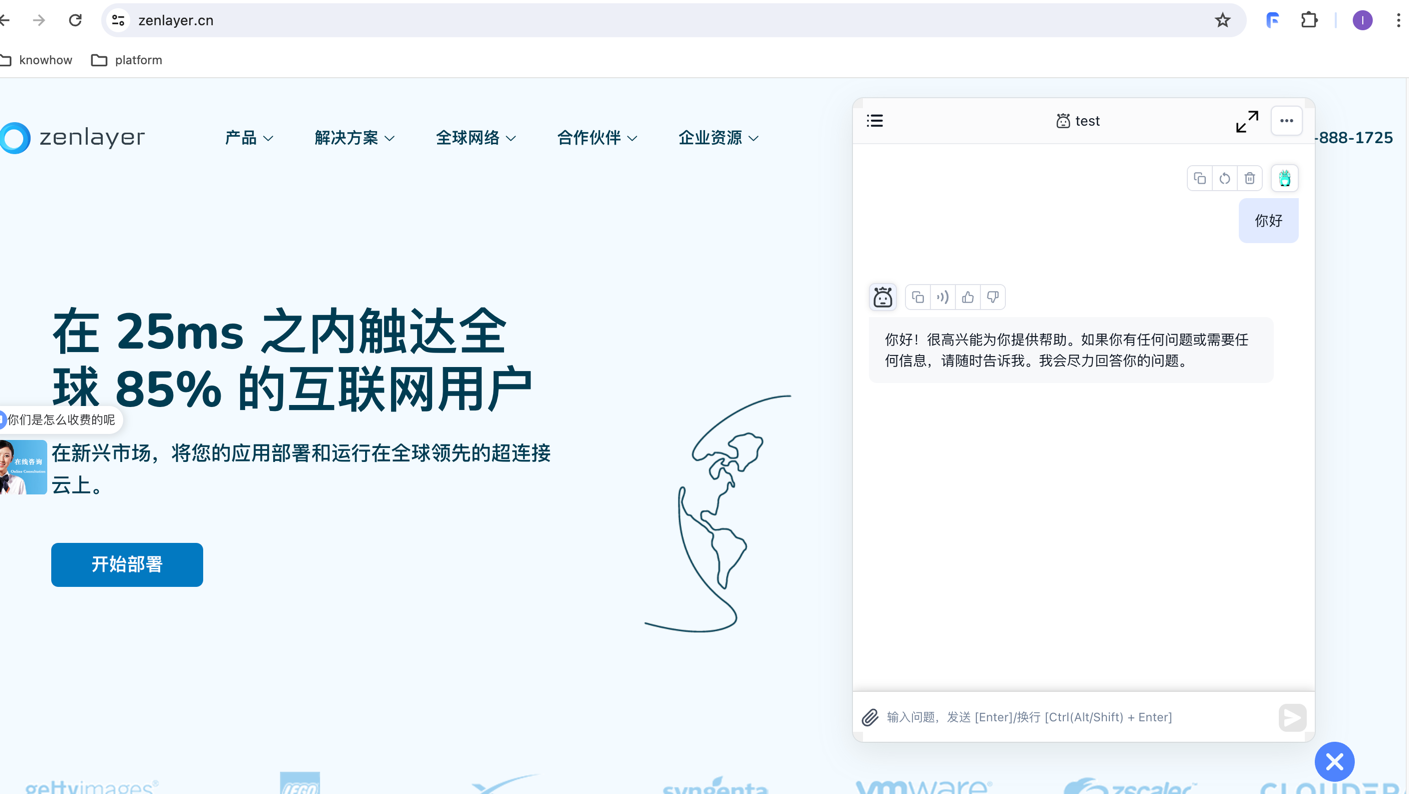 zenlayer.cn
I
knowhow
platform
zenlayer
产品
解决方案
全球网络
合作伙伴
企业资源
-888-1725
在 25ms 之内触达全
球 85% 的互联网用户
你们是怎么收费的呢
在线咨询
Online Consultation
在新兴市场，将您的应用部署和运行在全球领先的超连接
云上。
开始部署
test
你好
你好！很高兴能为你提供帮助。如果你有任何问题或需要任
何信息，请随时告诉我。我会尽力回答你的问题。
输入问题，发送 [Enter]/换行 [Ctrl(Alt/Shift) + Enter]
gettyimages®
LEGO
syngenta
vmware®
zscaler
CLOUDER